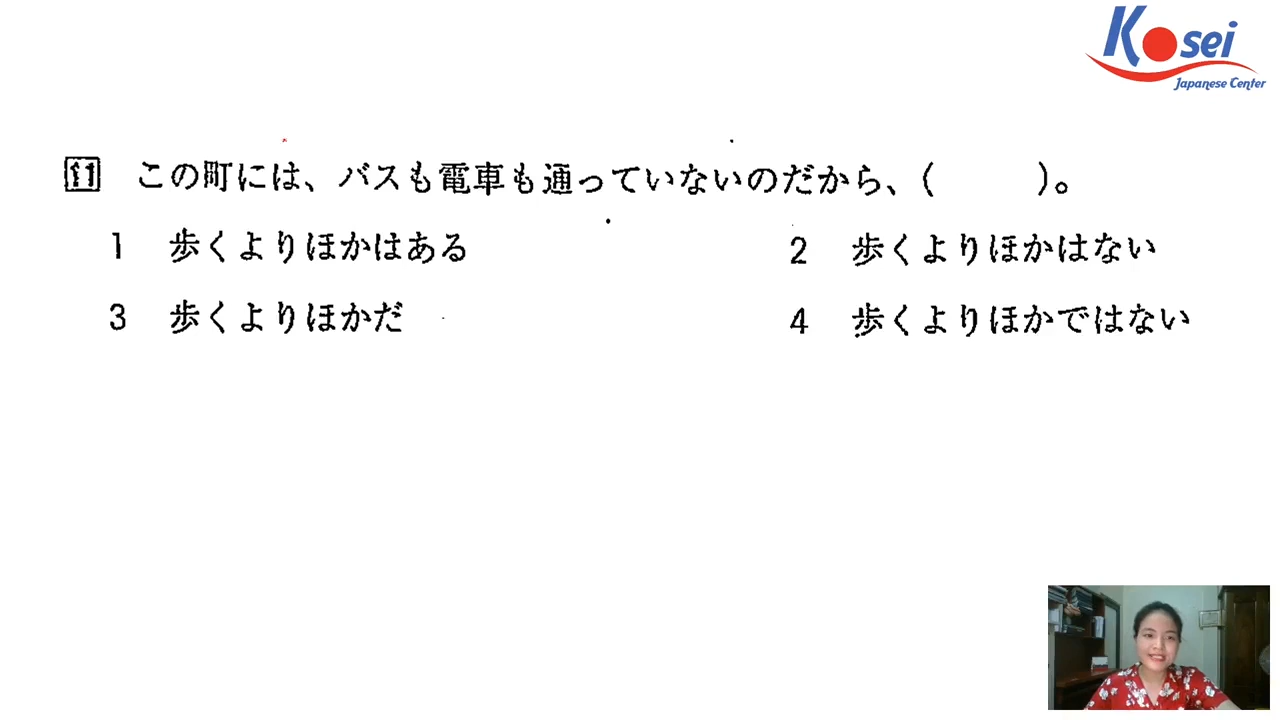 Kosei
Japanese Center
11 この町には、バスも電車も通っていないのだから、（　　）。
1 歩くよりほかはある
2 歩くよりほかはない
3 歩くよりほかだ
4 歩くよりほかではない